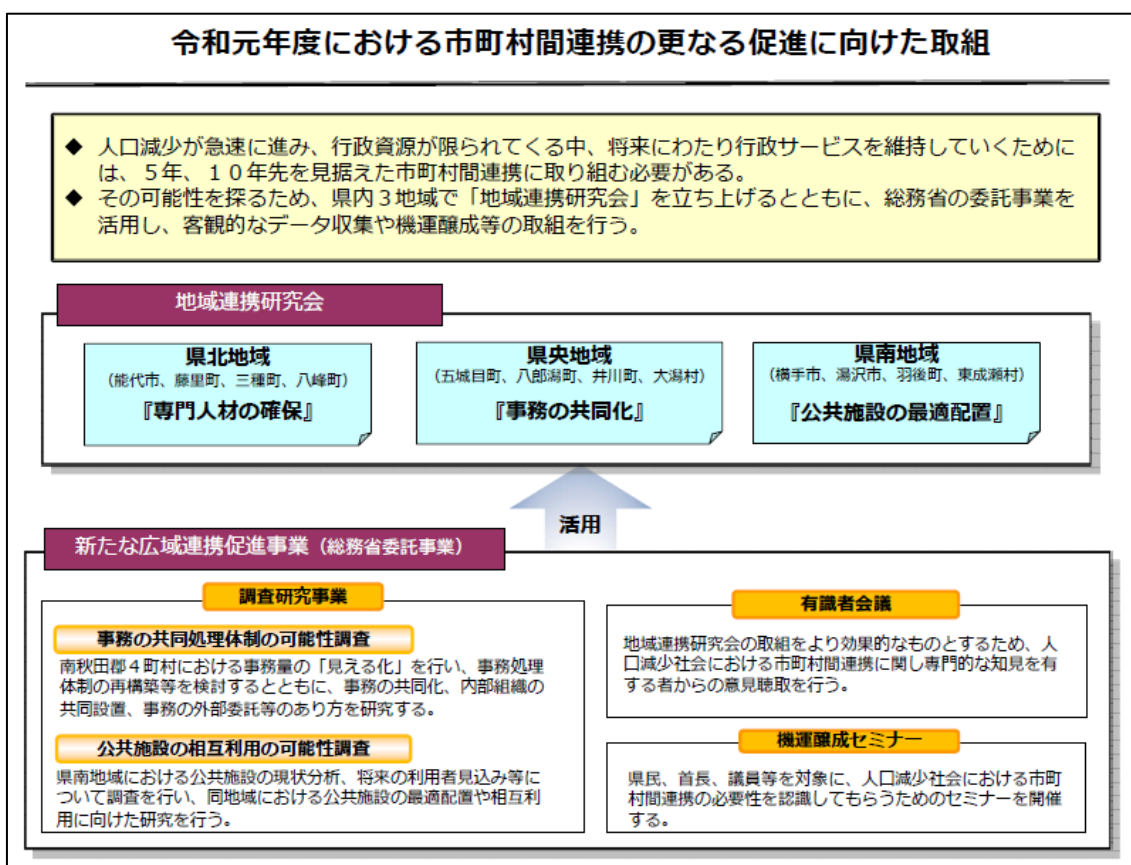 令和元年度における市町村間連携の更なる促進に向けた取組
◆ 人口減少が急速に進み、行政資源が限られてくる中、将来にわたり行政サービスを維持していくために
は、５年、１０年先を見据えた市町村間連携に取り組む必要がある。
◆ その可能性を探るため、県内３地域で「地域連携研究会」を立ち上げるとともに、総務省の委託事業を
活用し、客観的なデータ収集や機運醸成等の取組を行う。
地域連携研究会
県北地域
（能代市、藤里町、三種町、八峰町）
『専門人材の確保』
県央地域
（五城目町、八郎潟町、井川町、大潟村）
『事務の共同化』
県南地域
（横手市、湯沢市、羽後町、東成瀬村）
『公共施設の最適配置』
活用
新たな広域連携促進事業（総務省委託事業）
調査研究事業
事務の共同処理体制の可能性調査
南秋田郡４町村における事務量の「見える化」を行い、事務処理
体制の再構築等を検討するとともに、事務の共同化、内部組織の
共同設置、事務の外部委託等のあり方を研究する。
公共施設の相互利用の可能性調査
県南地域における公共施設の現状分析、将来の利用者見込み等に
ついて調査を行い、同地域における公共施設の最適配置や相互利
用に向けた研究を行う。
有識者会議
地域連携研究会の取組をより効果的なものとするため、人
口減少社会における市町村間連携に関し専門的な知見を有
する者からの意見聴取を行う。
機運醸成セミナー
県民、首長、議員等を対象に、人口減少社会における市町
村間連携の必要性を認識してもらうためのセミナーを開催
する。